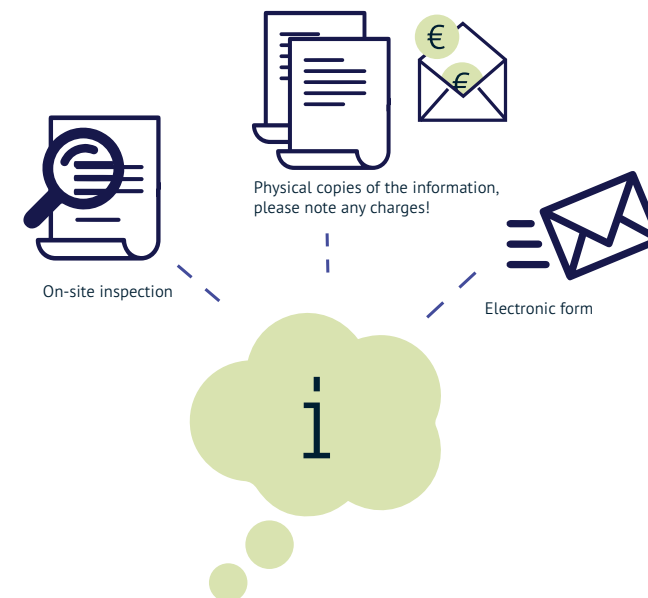 €
€
Physical copies of the information,
please note any charges!
On-site inspection
Electronic form
i